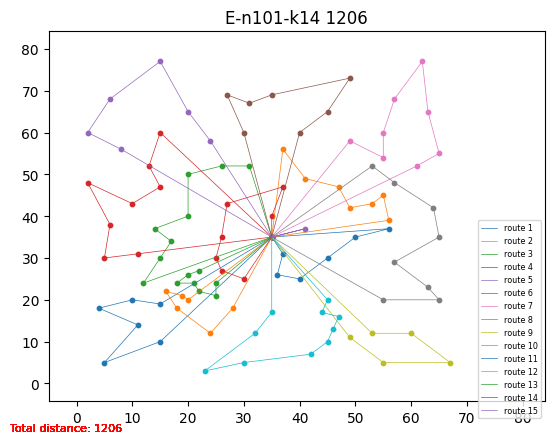 E-n101-k14 1206
80
70
60
50
40
30
20
10
0
route 1
route 2
route 3
route 4
route 5
route 6
route 7
route 8
route 9
route 10
route 11
route 12
route 13
route 14
route 15
0 10 20 30 40 50 60 70 80
Total distance: 1206